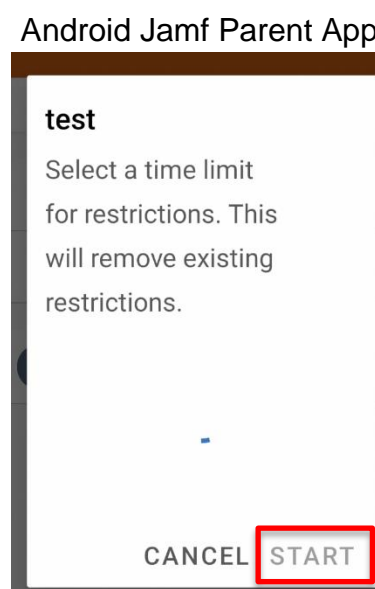 Android Jamf Parent App
test
Select a time limit
for restrictions. This
will remove existing
restrictions.
CANCEL START